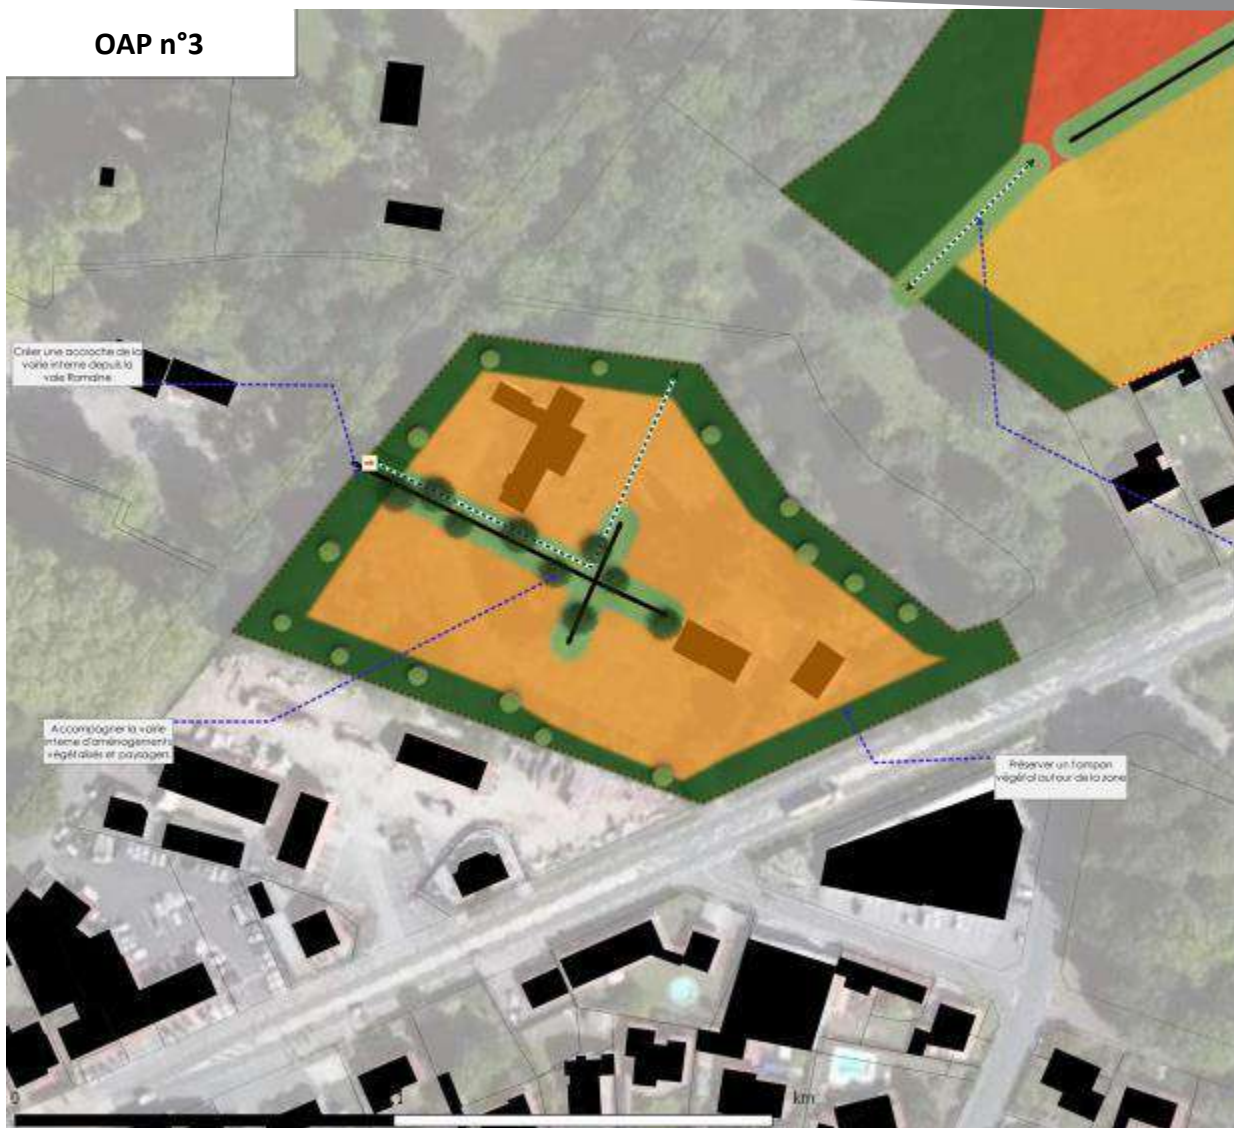 OAP n°3
Créer une accroche de la
voirie interne depuis la
voie Romaine
Accompagner la voirie
interne d'aménagements
végétalisés et paysagers
Préserver un tampon
végétal autour de la zone
0 1 km